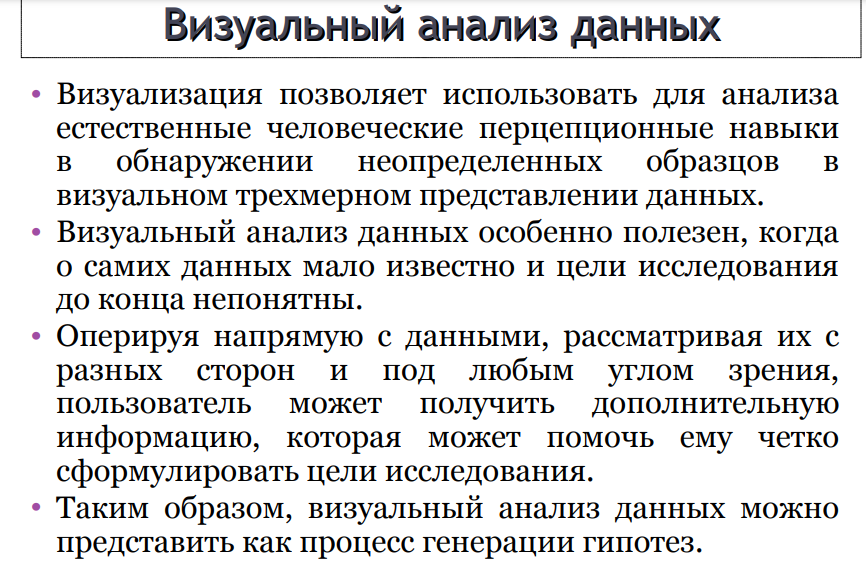 Визуальный анализ данных
• Визуализация позволяет использовать для анализа
естественные человеческие перцепционные навыки
в обнаружении неопределенных образцов в
визуальном трехмерном представлении данных.
• Визуальный анализ данных особенно полезен, когда
о самих данных мало известно и цели исследования
до конца непонятны.
• Оперируя напрямую с данными, рассматривая их с
разных сторон и под любым углом зрения,
пользователь может получить дополнительную
информацию, которая может помочь ему четко
сформулировать цели исследования.
• Таким образом, визуальный анализ данных можно
представить как процесс генерации гипотез.